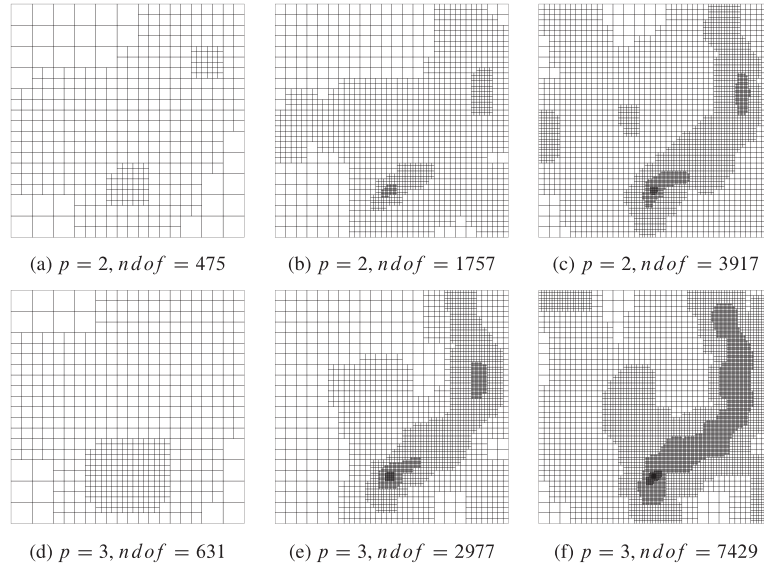 (a) p = 2, ndof = 475
(b) p = 2, ndof = 1757
(c) p = 2, ndof = 3917
(d) p = 3, ndof = 631
(e) p = 3, ndof = 2977
(f) p = 3, ndof = 7429